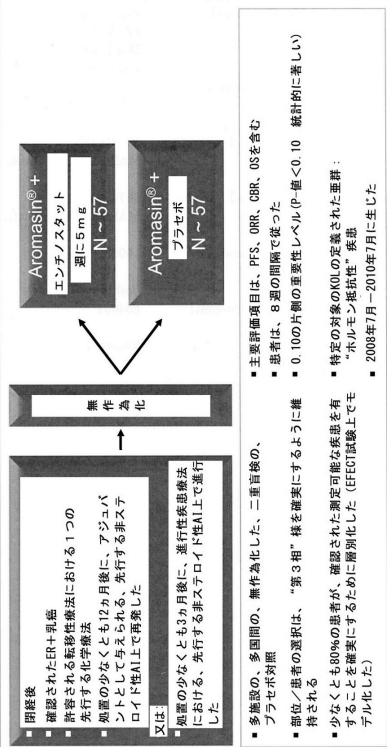 閉経後
確認されたER+乳癌
許容される転移性療法における1つの
先行する化学療法
処置の少なくとも12カ月後に、アジュバ
ントとして与えられる、先行する非ステ
ロイド性AI上で再発した
又は:
処置の少なくとも3カ月後に、進行性疾患療法
における、先行する非ステロイド性AI上で進行
した
無作為化
Aromasin® +
エンチノスタット
週に5mg
N ~ 57
Aromasin® +
プラセボ
N ~ 57
多施設の、多国間の、無作為化した、二重盲検の、
プラセボ対照
部位/患者の選択は、“第3相”様を確実にするように維
持される
少なくとも80%の患者が、確認された測定可能な疾患を有
することを確実にするために層別化した(EFECT試験上でモ
デル化した)
主要評価項目は、PFS、ORR、CBR、OSを含む
患者は、8週の間隔で従った
0.10の片側の重要性レベル(P-値<0.10 統計的に著しい)
特定の対象のKOLの定義された亜群:
“ホルモン抵抗性”疾患
2008年7月－2010年7月に生じた